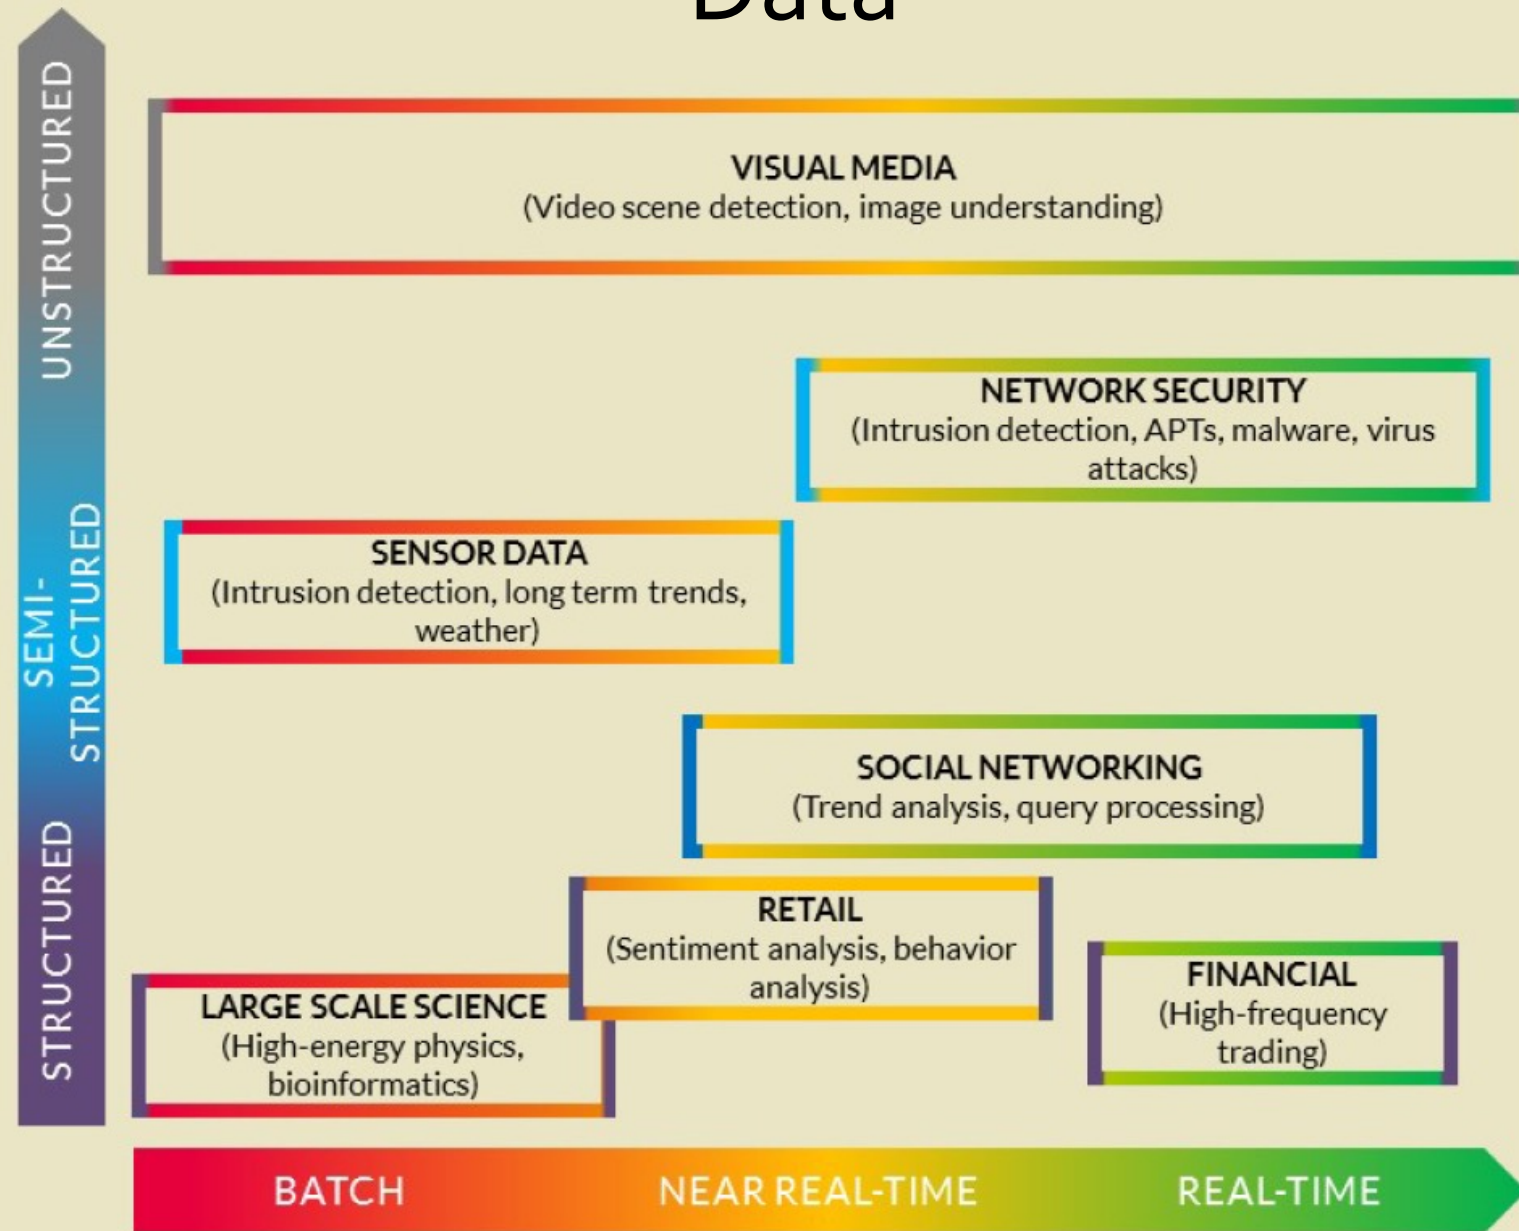 Data
UNSTRUCTURED
VISUAL MEDIA
(Video scene detection, image understanding)
NETWORK SECURITY
(Intrusion detection, APTs, malware, virus
attacks)
SEMI-
STRUCTURED
SENSOR DATA
(Intrusion detection, long term trends,
weather)
SOCIAL NETWORKING
(Trend analysis, query processing)
STRUCTURED
RETAIL
(Sentiment analysis, behavior
analysis)
FINANCIAL
(High-frequency
trading)
LARGE SCALE SCIENCE
(High-energy physics,
bioinformatics)
BATCH
NEAR REAL-TIME
REAL-TIME